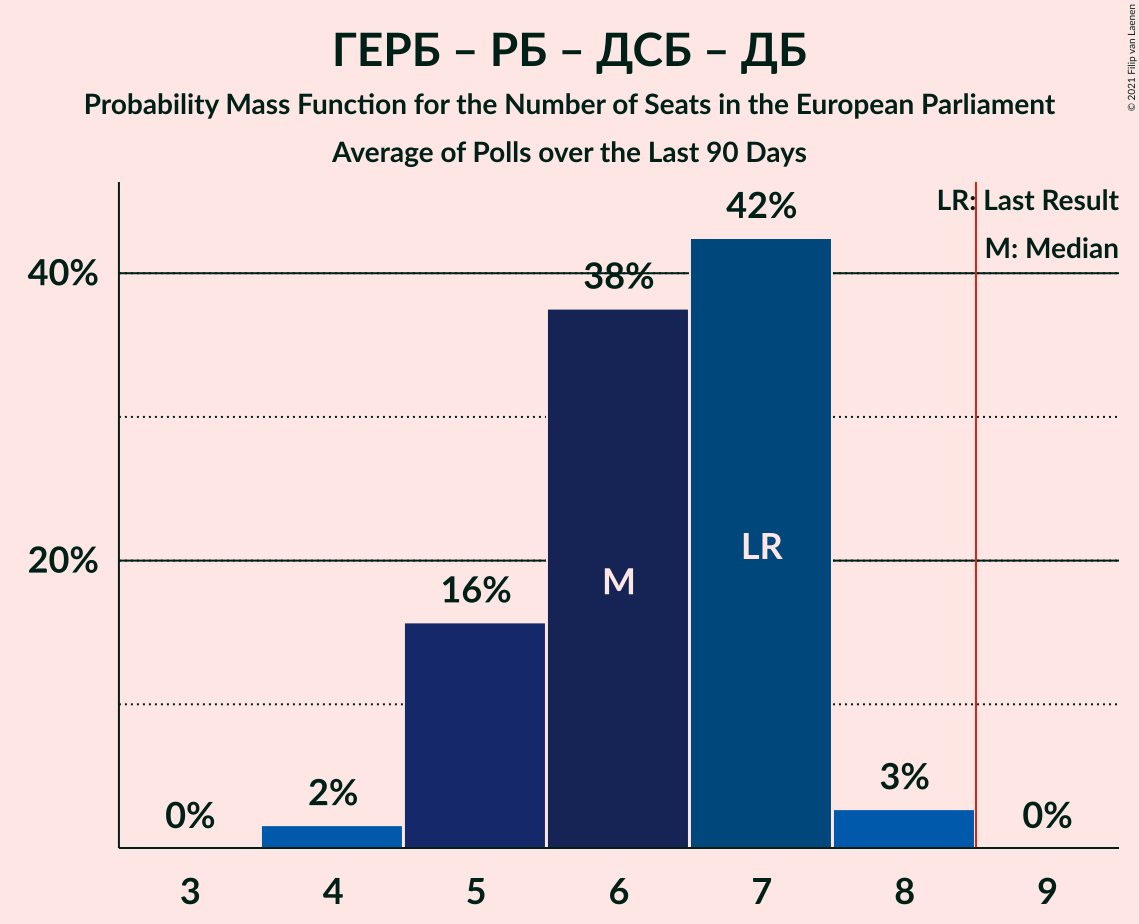 ГЕРБ – РБ – ДСБ – ДБ
Probability Mass Function for the Number of Seats in the European Parliament
Average of Polls over the Last 90 Days
© 2021 Filip van Laenen
LR: Last Result
M: Median
40%
20%
0%
2%
16%
38%
42%
3%
0%
M
LR
3
4
5
6
7
8
9